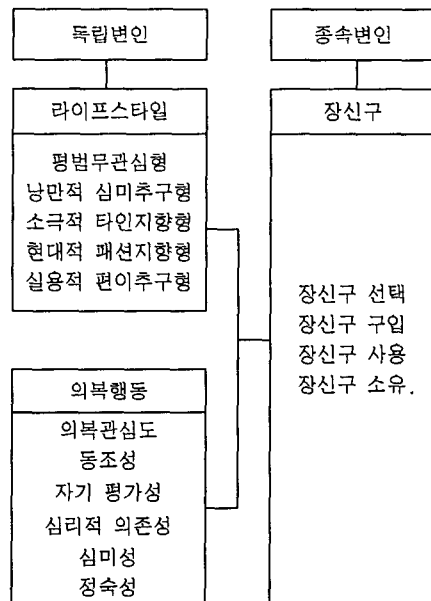 독립변인
종속변인
라이프스타일
평범무관심형
낭만적 심미추구형
소극적 타인지향형
현대적 패션지향형
실용적 편이추구형
의복행동
의복관심도
동조성
자기 평가성
심리적 의존성
심미성
정숙성
장신구
장신구 선택
장신구 구입
장신구 사용
장신구 소유.